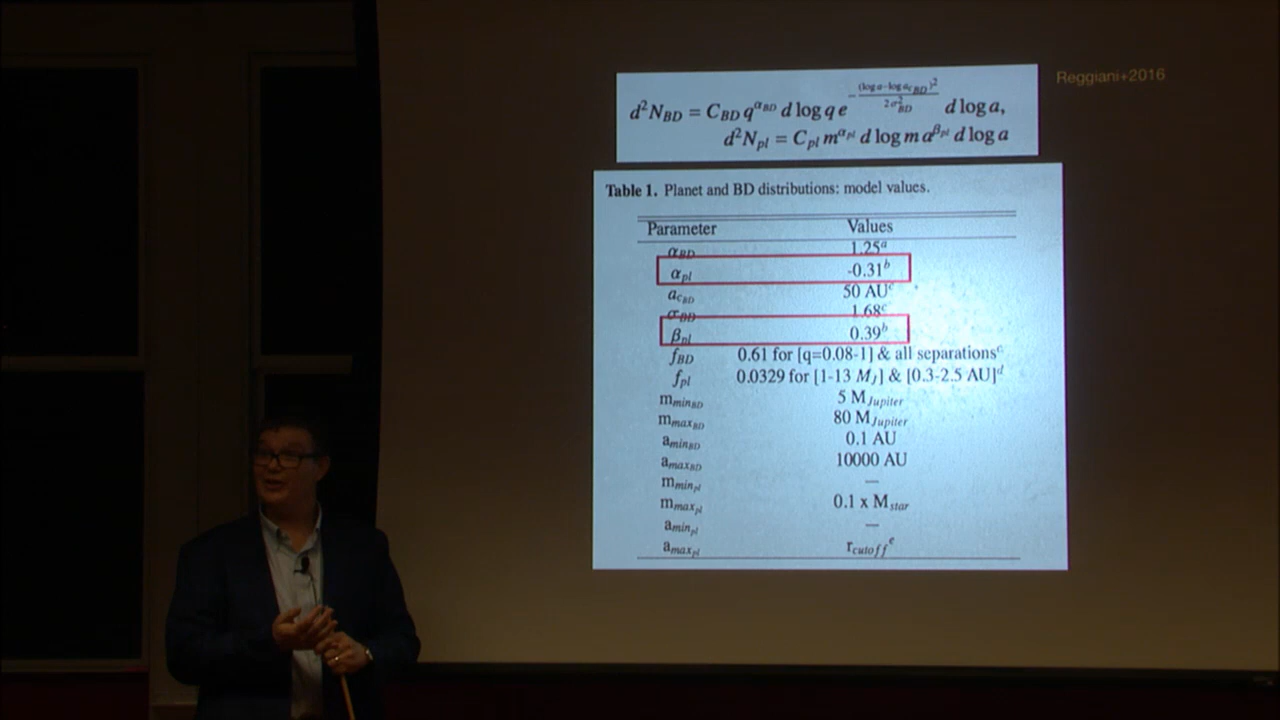 Reggiani+2016
d²N_BD = C_BD q^α_BD d log q e^(-(log a-log a_c_BD)²/2σ²_BD) d log a,
d²N_pl = C_pl m^α_pl d log m a^β_pl d log a
Table 1. Planet and BD distributions: model values.
Parameter Values
α_BD 1.25^a
α_pl -0.31^b
a_c_BD 50 AU^c
σ_BD 1.68^c
β_pl 0.39^b
f_BD 0.61 for [q=0.08-1] & all separations^c
f_pl 0.0329 for [1-13 M_J] & [0.3-2.5 AU]^d
m_min_BD 5 M_Jupiter
m_max_BD 80 M_Jupiter
a_min_BD 0.1 AU
a_max_BD 10000 AU
m_min_pl —
m_max_pl 0.1 x M_star
a_min_pl —
a_max_pl r_cutoff^e